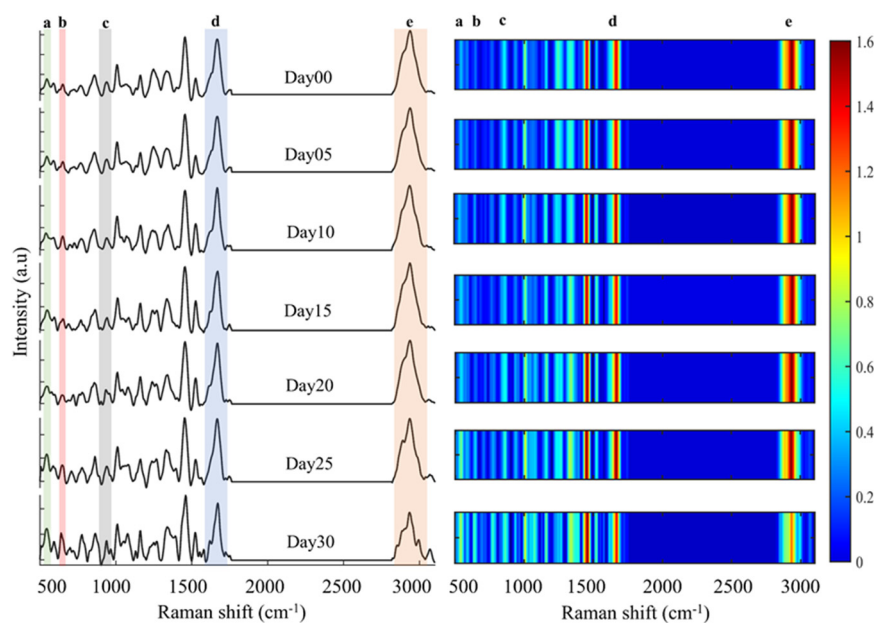 a b c d e
a b c d e
Day00
Day05
Day10
Day15
Day20
Day25
Day30
Intensity (a.u)
500 1000 1500 2000 2500 3000
Raman shift (cm⁻¹)
500 1000 1500 2000 2500 3000
Raman shift (cm⁻¹)
1.6
1.4
1.2
1
0.8
0.6
0.4
0.2
0